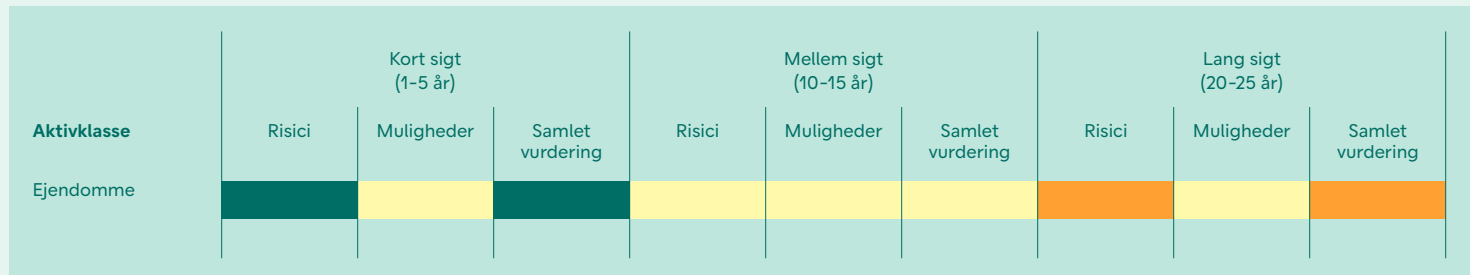 Kort sigt
(1-5 år)
Mellem sigt
(10-15 år)
Lang sigt
(20-25 år)
Aktivklasse
Risici
Muligheder
Samlet
vurdering
Risici
Muligheder
Samlet
vurdering
Risici
Muligheder
Samlet
vurdering
Ejendomme